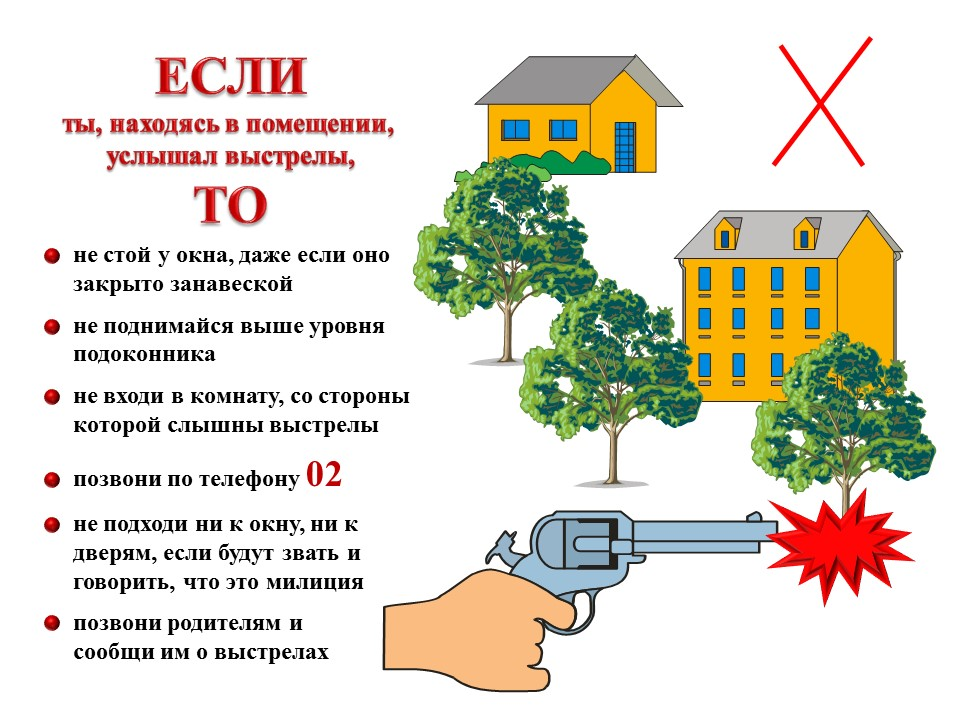 ЕСЛИ
ты, находясь в помещении,
услышал выстрелы,
ТО
не стой у окна, даже если оно
закрыто занавеской
не поднимайся выше уровня
подоконника
не входи в комнату, со стороны
которой слышны выстрелы
позвони по телефону 02
не подходи ни к окну, ни к
дверям, если будут звать и
говорить, что это милиция
позвони родителям и
сообщи им о выстрелах